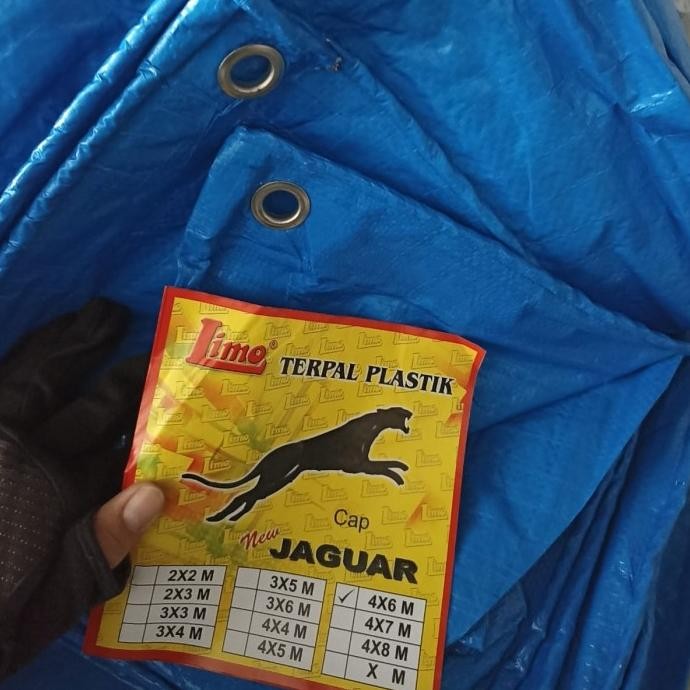 Limo®
TERPAL PLASTIK
Cap
New JAGUAR
2X2 M
2X3 M
3X3 M
3X4 M
3X5 M
3X6 M
4X4 M
4X5 M
✓ 4X6 M
4X7 M
4X8 M
X M